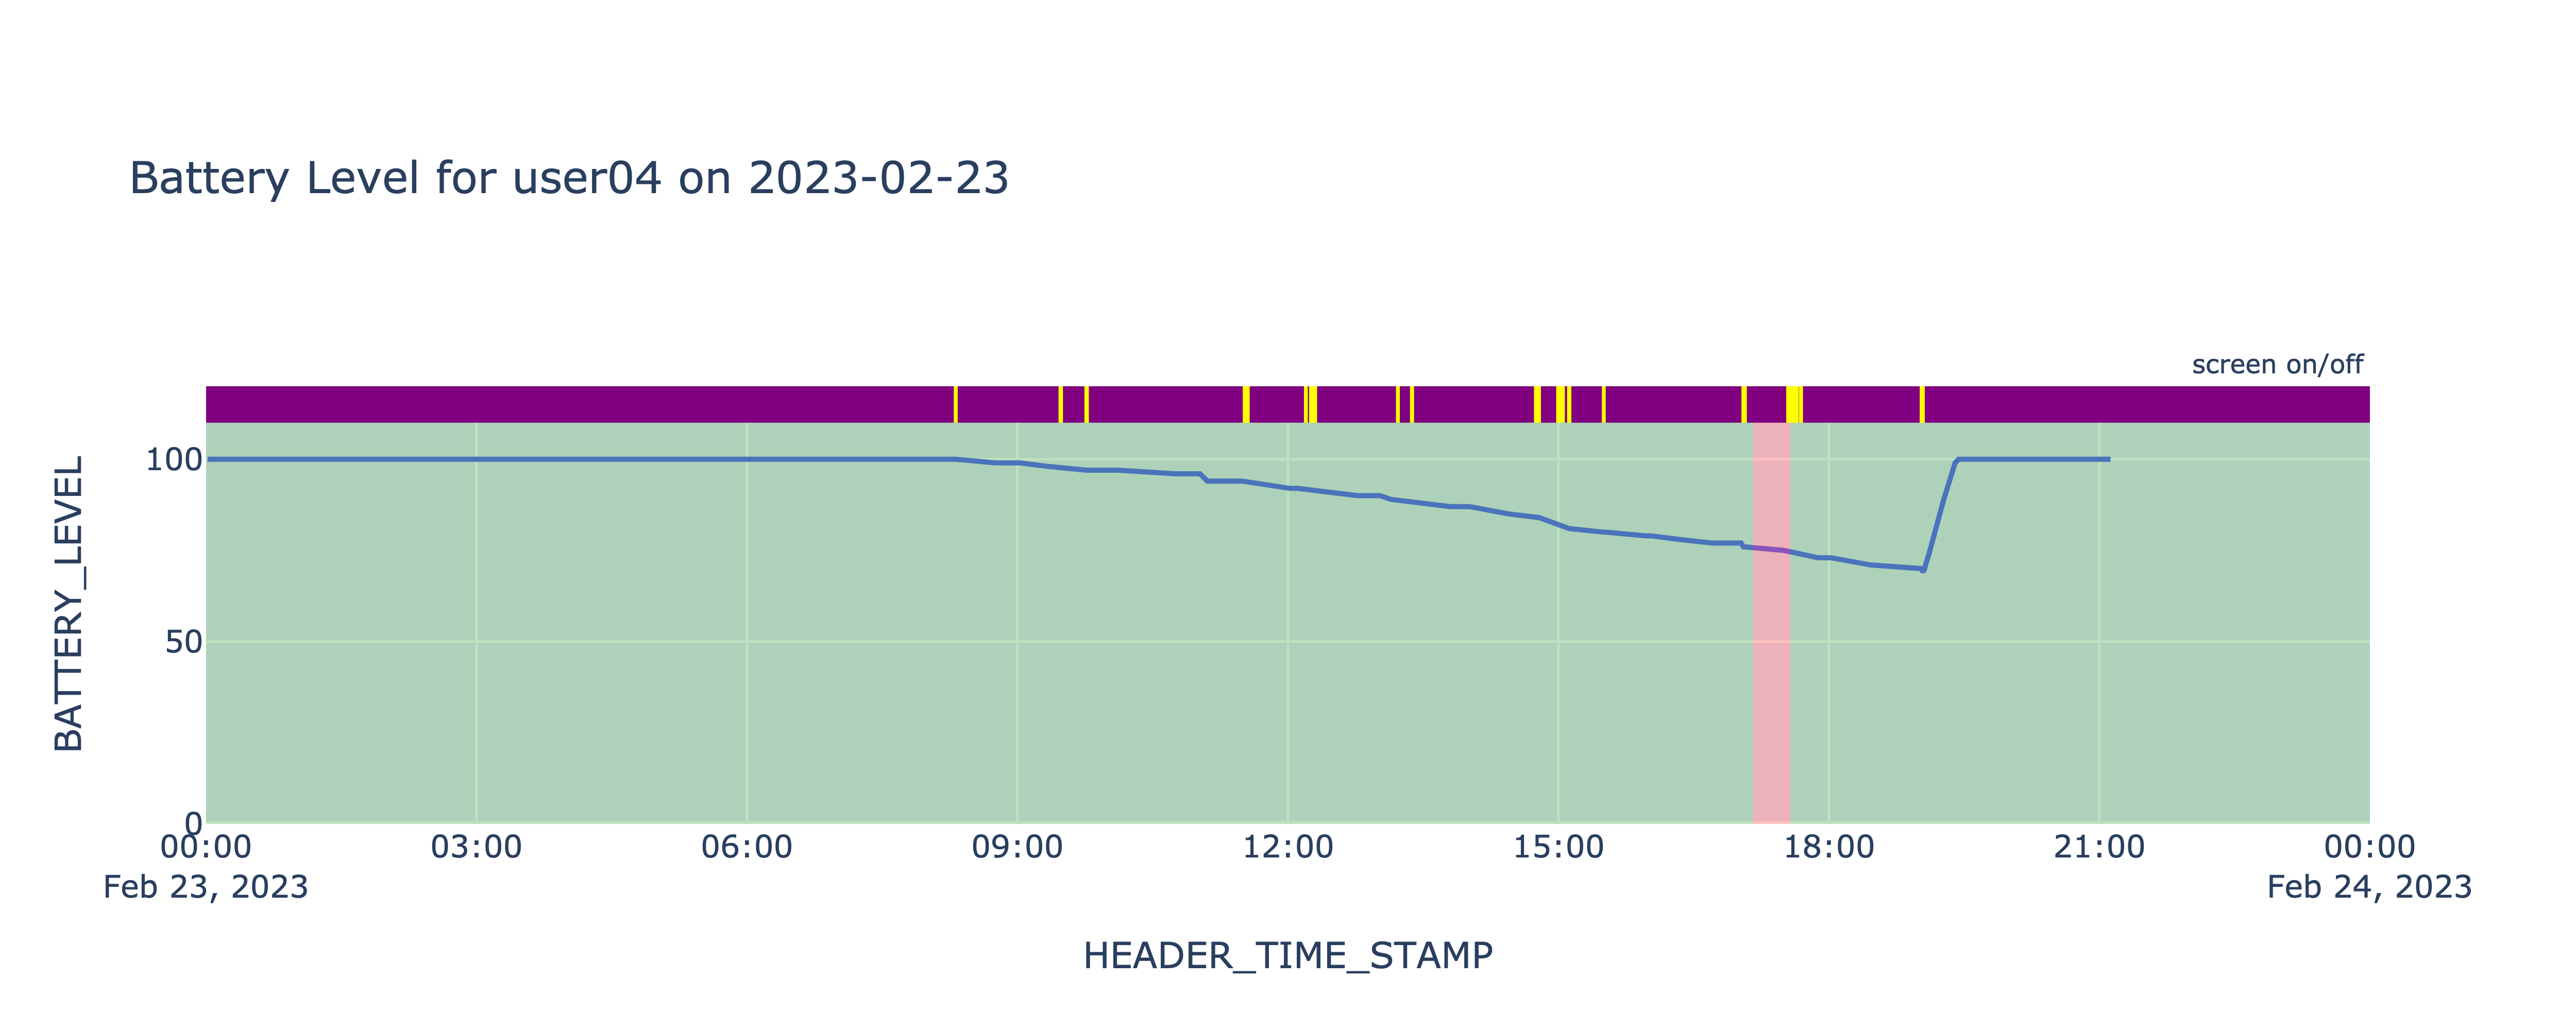 Battery Level for user04 on 2023-02-23
screen on/off
BATTERY_LEVEL
100
50
0
00:00 03:00 06:00 09:00 12:00 15:00 18:00 21:00 00:00
Feb 23, 2023 Feb 24, 2023
HEADER_TIME_STAMP